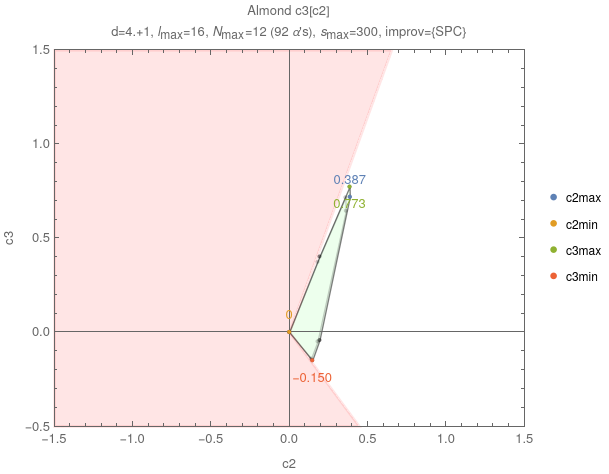 Almond c3[c2]
d=4.+1, lmax=16, Nmax=12 (92 α's), smax=300, improv={SPC}
1.5
1.0
0.5
0.0
−0.5
c3
0.387
0.773
0
−0.150
−1.5 −1.0 −0.5 0.0 0.5 1.0 1.5
c2
c2max
c2min
c3max
c3min